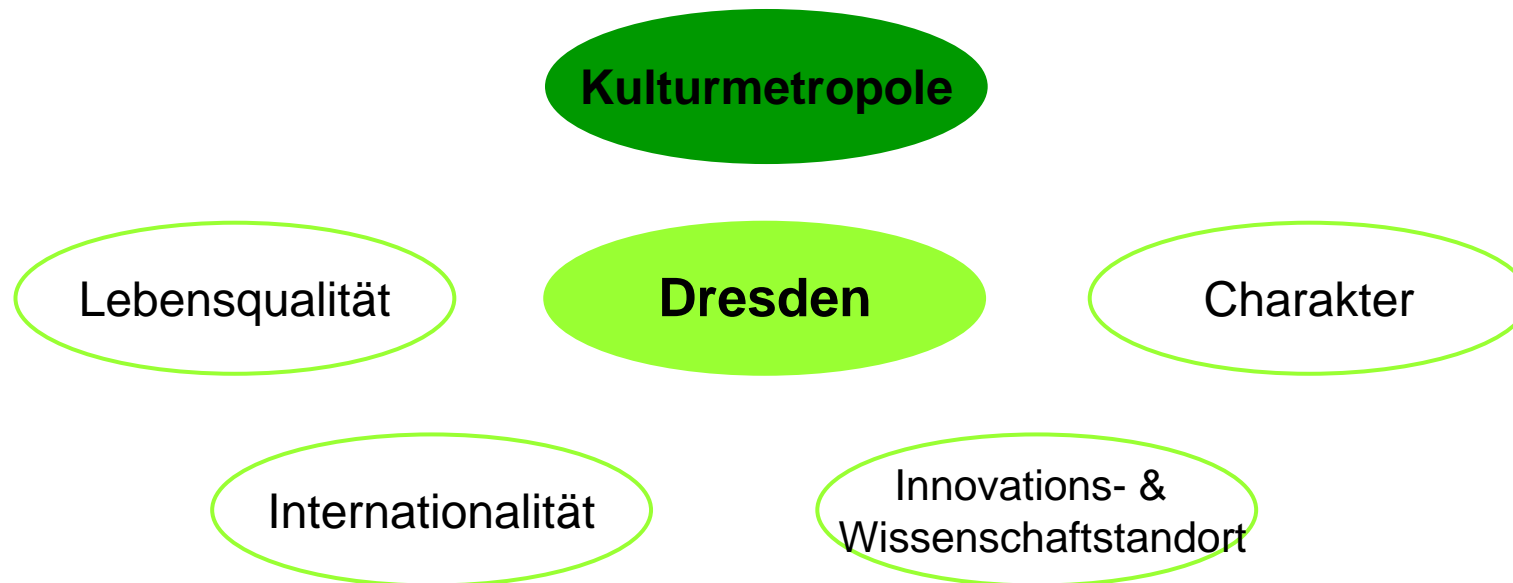 Kulturmetropole
Lebensqualität
Dresden
Charakter
Internationalität
Innovations- &
Wissenschaftstandort